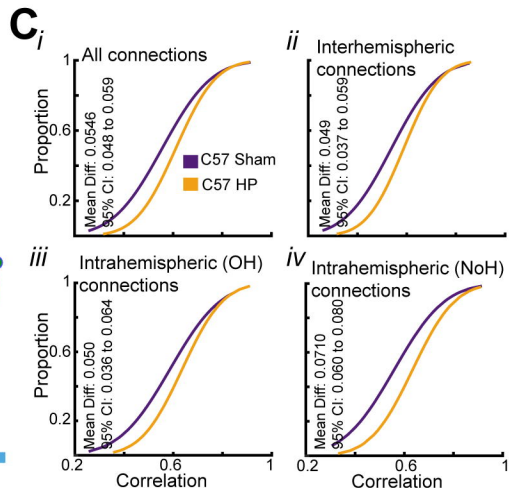 C
i
All connections
Mean Diff: 0.0546
95% CI: 0.048 to 0.059
C57 Sham
C57 HP
Proportion
1
0.6
0.2
ii
Interhemispheric
connections
Mean Diff: 0.049
95% CI: 0.037 to 0.059
iii
Intrahemispheric (OH)
connections
Mean Diff: 0.050
95% CI: 0.036 to 0.064
Proportion
1
0.6
0.2
0.2
0.6
1
Correlation
iv
Intrahemispheric (NoH)
connections
Mean Diff: 0.0710
95% CI: 0.060 to 0.080
0.2
0.6
1
Correlation